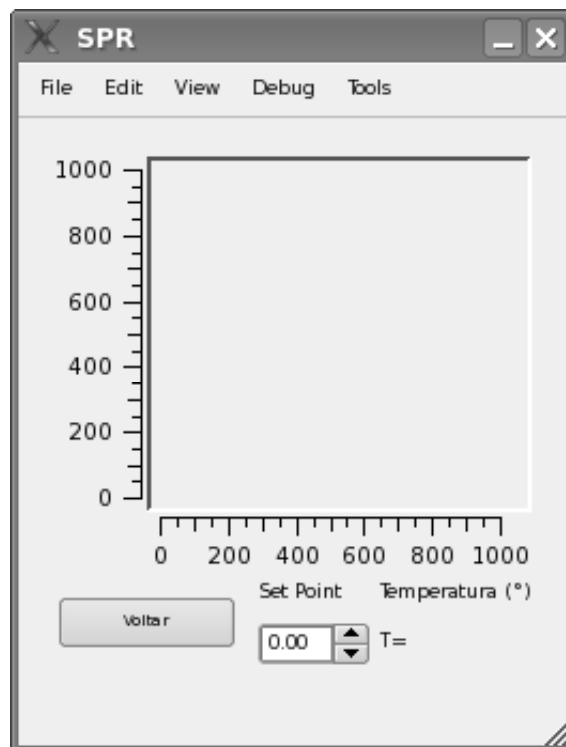 SPR
File Edit View Debug Tools
1000
800
600
400
200
0
0 200 400 600 800 1000
Set Point Temperatura (°)
Voltar
0.00 T=